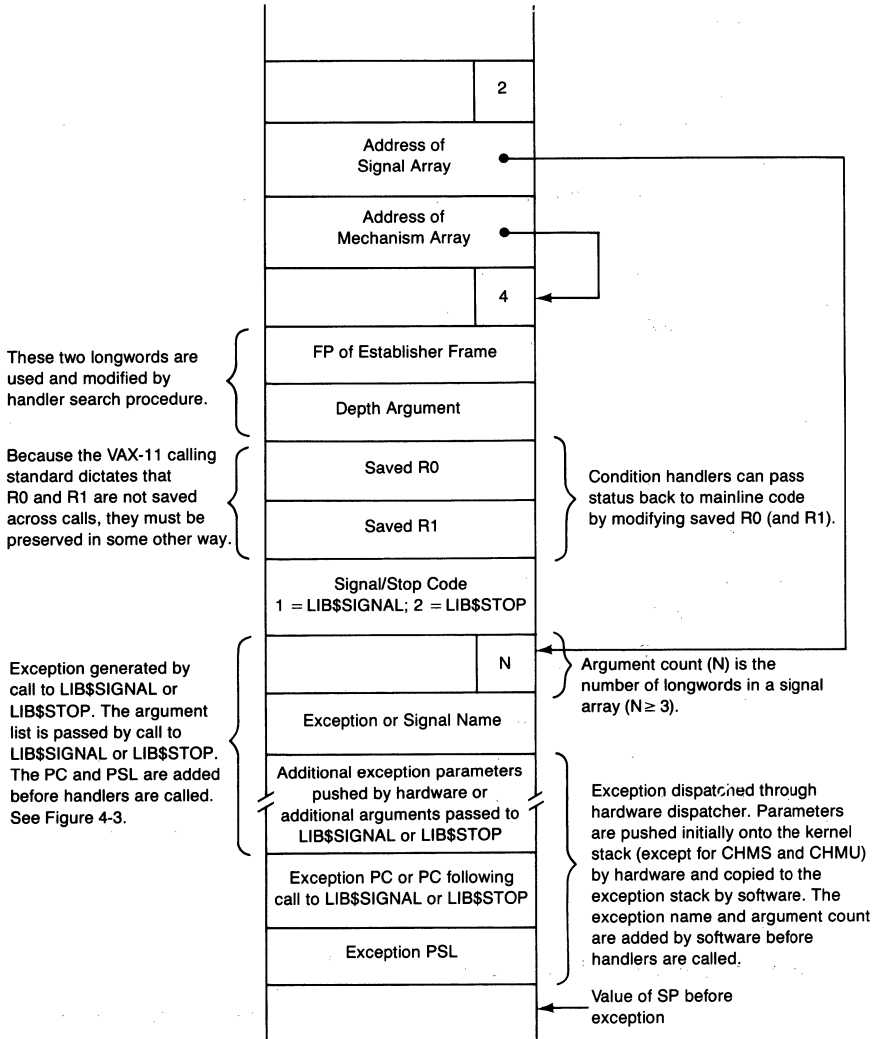 2
Address of
Signal Array
Address of
Mechanism Array
4
These two longwords are
used and modified by
handler search procedure.
FP of Establisher Frame
Depth Argument
Because the VAX-11 calling
standard dictates that
R0 and R1 are not saved
across calls, they must be
preserved in some other way.
Saved R0
Saved R1
Condition handlers can pass
status back to mainline code
by modifying saved R0 (and R1).
Signal/Stop Code
1 = LIB$SIGNAL; 2 = LIB$STOP
Exception generated by
call to LIB$SIGNAL or
LIB$STOP. The argument
list is passed by call to
LIB$SIGNAL or LIB$STOP.
The PC and PSL are added
before handlers are called.
See Figure 4-3.
N
Argument count (N) is the
number of longwords in a signal
array (N ≥ 3).
Exception or Signal Name
Additional exception parameters
pushed by hardware or
additional arguments passed to
LIB$SIGNAL or LIB$STOP
Exception PC or PC following
call to LIB$SIGNAL or LIB$STOP
Exception PSL
Exception dispatched through
hardware dispatcher. Parameters
are pushed initially onto the kernel
stack (except for CHMS and CHMU)
by hardware and copied to the
exception stack by software. The
exception name and argument count
are added by software before
handlers are called.
Value of SP before
exception